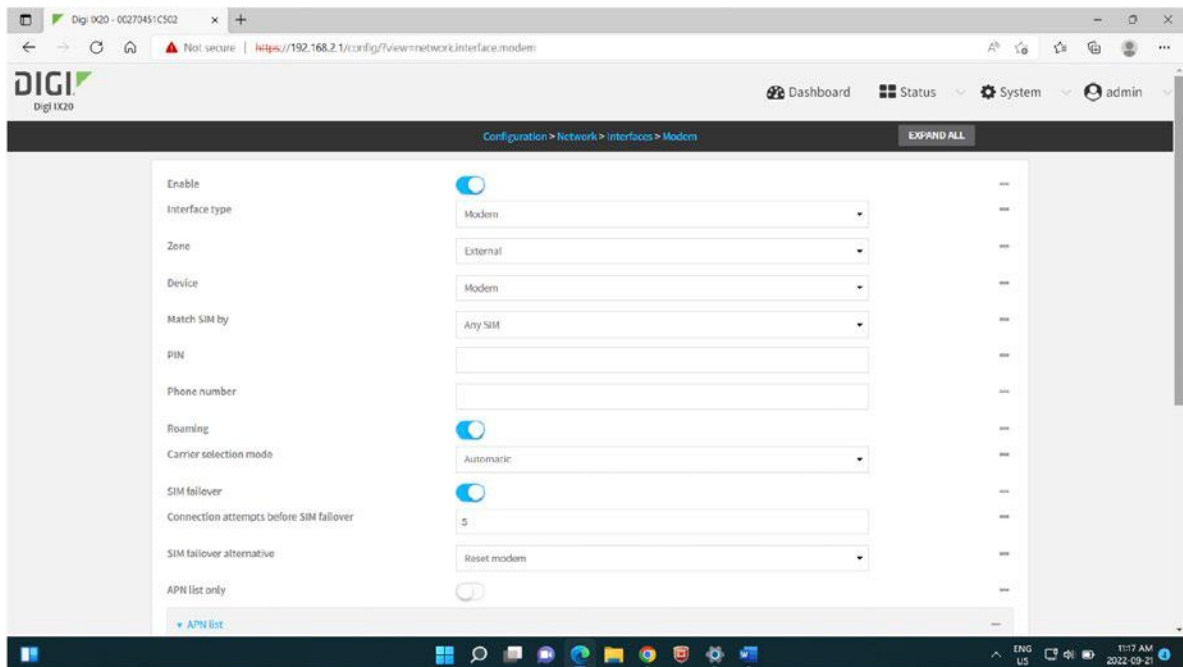 Digi IX20 - 00270451C502
Not secure | https://192.168.2.1/config/?view=network.interface.modem
DIGI
Digi IX20
Dashboard Status System admin
Configuration > Network > Interfaces > Modem EXPAND ALL
Enable
Interface type Modem
Zone External
Device Modem
Match SIM by Any SIM
PIN
Phone number
Roaming
Carrier selection mode Automatic
SIM failover
Connection attempts before SIM failover 5
SIM failover alternative Reset modem
APN list only
APN list
ENG
US
11:17 AM
2022-09-21
4